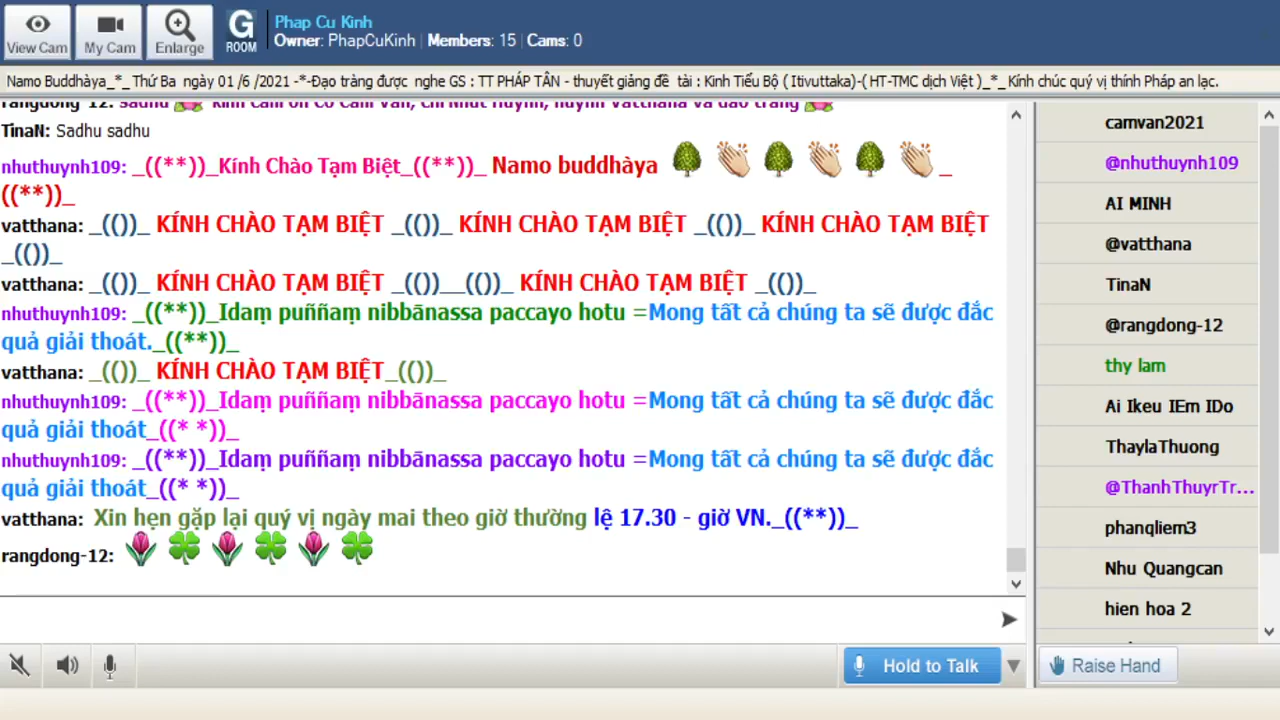 Phap Cu Kinh
Owner: PhapCuKinh | Members: 15 | Cams: 0
View Cam
My Cam
Enlarge
G ROOM
Namo Buddhàya_*_ Thứ Ba ngày 01 /6 /2021 -*-Đạo tràng được nghe GS : TT PHÁP TÂN - thuyết giảng đề tài : Kinh Tiểu Bộ ( Itivuttaka)-( HT-TMC dịch Việt )_*_ Kính chúc quý vị thính Pháp an lạc.
TinaN: Sadhu sadhu
nhuthuynh109: _((**))_Kính Chào Tạm Biệt_((**))_ Namo buddhàya _
((**))_
vatthana: _(())_ KÍNH CHÀO TẠM BIỆT _(())_ KÍNH CHÀO TẠM BIỆT _(())_ KÍNH CHÀO TẠM BIỆT
_(())_
vatthana: _(())_ KÍNH CHÀO TẠM BIỆT _(())__(())_ KÍNH CHÀO TẠM BIỆT _(())_
nhuthuynh109: _((**))_Idaṃ puññaṃ nibbānassa paccayo hotu =Mong tất cả chúng ta sẽ được đắc
quả giải thoát._((**))_
vatthana: _(())_ KÍNH CHÀO TẠM BIỆT_(())_
nhuthuynh109: _((**))_Idaṃ puññaṃ nibbānassa paccayo hotu =Mong tất cả chúng ta sẽ được đắc
quả giải thoát_((* *))_
nhuthuynh109: _((**))_Idaṃ puññaṃ nibbānassa paccayo hotu =Mong tất cả chúng ta sẽ được đắc
quả giải thoát_((* *))_
vatthana: Xin hẹn gặp lại quý vị ngày mai theo giờ thường lệ 17.30 - giờ VN._((**))_
rangdong-12:
camvan2021
@nhuthuynh109
AI MINH
@vatthana
TinaN
@rangdong-12
thy lam
Ai Ikeu IEm IDo
ThaylaThuong
@ThanhThuyrTr...
phanqliem3
Nhu Quangcan
hien hoa 2
Hold to Talk
Raise Hand